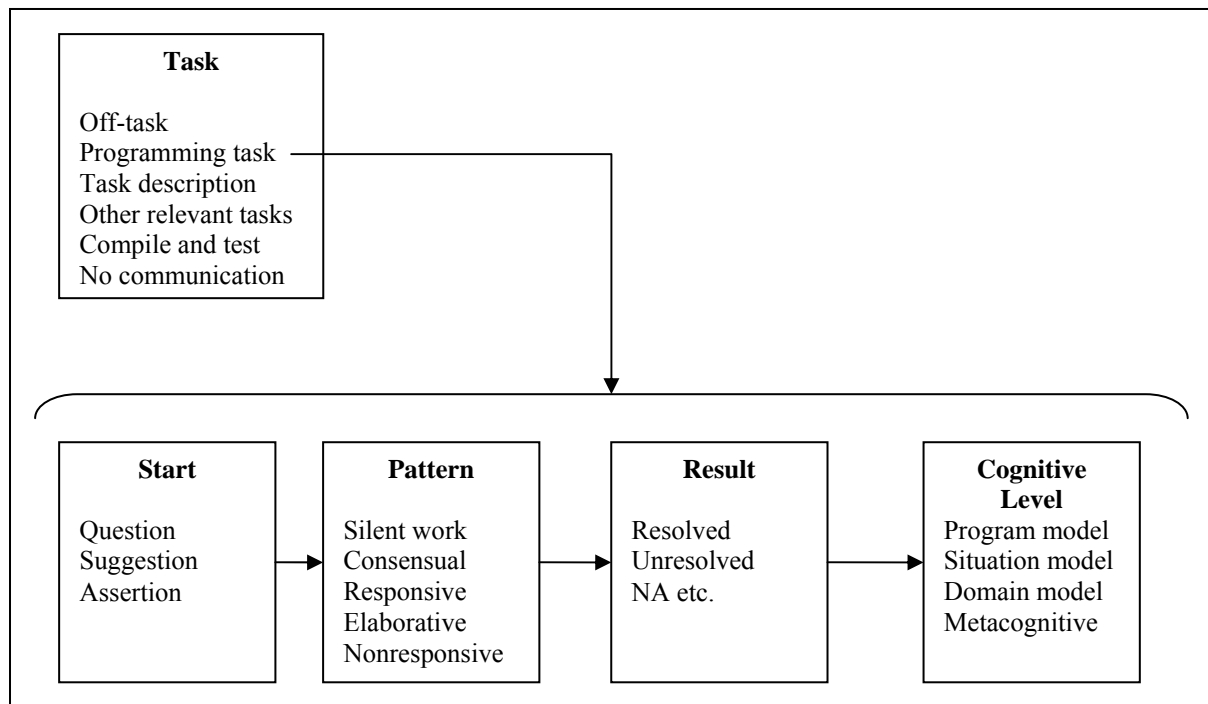 Task
Off-task
Programming task
Task description
Other relevant tasks
Compile and test
No communication
Start
Question
Suggestion
Assertion
Pattern
Silent work
Consensual
Responsive
Elaborative
Nonresponsive
Result
Resolved
Unresolved
NA etc.
Cognitive
Level
Program model
Situation model
Domain model
Metacognitive